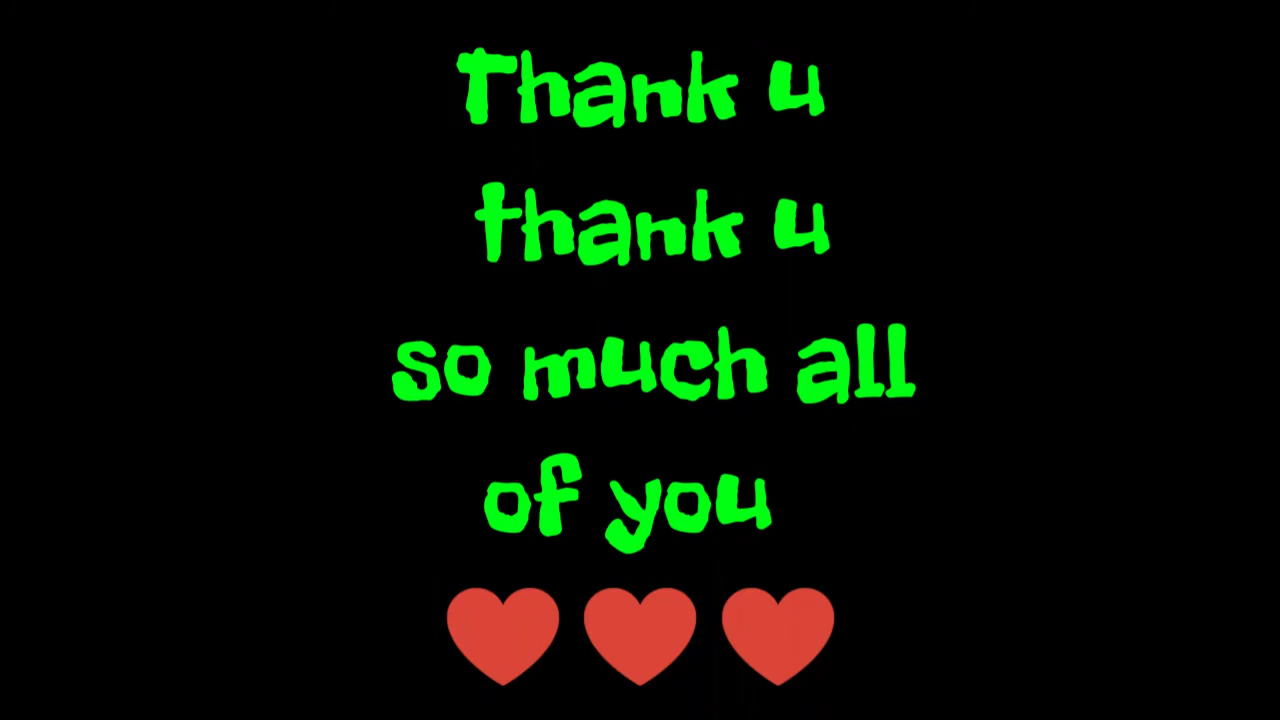 Thank u
thank u
so much all
of you
❤❤❤